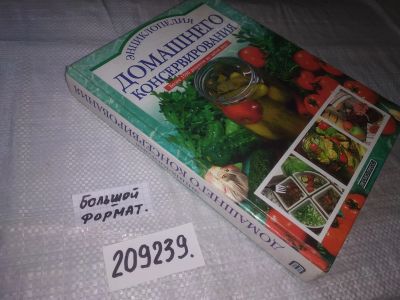 ЭНЦИКЛОПЕДИЯ
ДОМАШНЕГО
КОНСЕРВИРОВАНИЯ
ДОМАШНЕГО КОНСЕРВИРОВАНИЯ
БОЛЬШОЙ
ФОРМАТ.
209239.